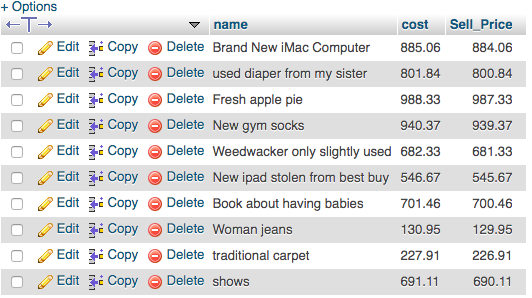 + Options
←T→ name cost Sell_Price
Edit Copy Delete Brand New iMac Computer 885.06 884.06
Edit Copy Delete used diaper from my sister 801.84 800.84
Edit Copy Delete Fresh apple pie 988.33 987.33
Edit Copy Delete New gym socks 940.37 939.37
Edit Copy Delete Weedwacker only slightly used 682.33 681.33
Edit Copy Delete New ipad stolen from best buy 546.67 545.67
Edit Copy Delete Book about having babies 701.46 700.46
Edit Copy Delete Woman jeans 130.95 129.95
Edit Copy Delete traditional carpet 227.91 226.91
Edit Copy Delete shows 691.11 690.11